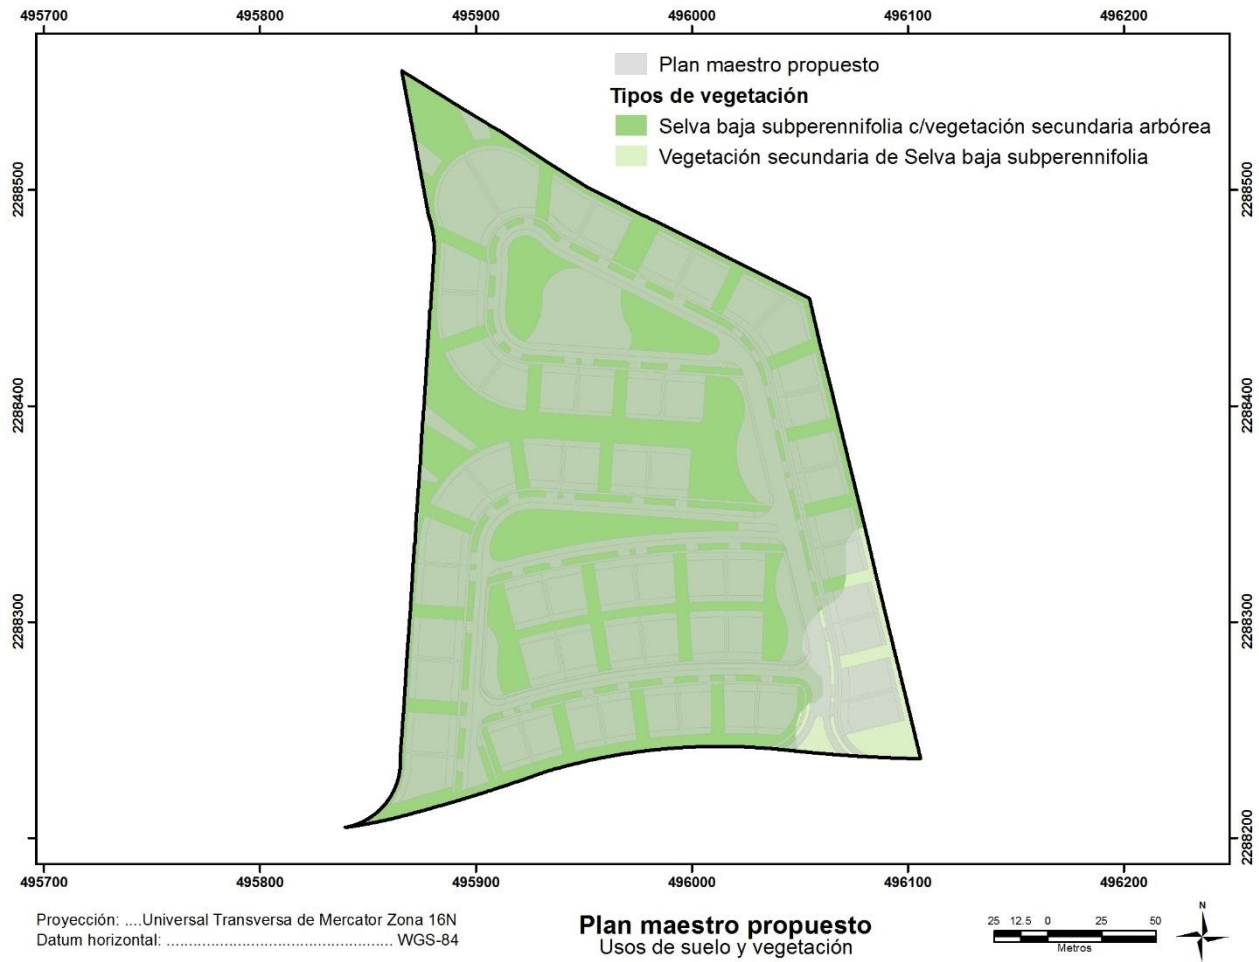 495700 495800 495900 496000 496100 496200
Plan maestro propuesto
Tipos de vegetación
Selva baja subperennifolia c/vegetación secundaria arbórea
Vegetación secundaria de Selva baja subperennifolia
2288500 2288500
2288400 2288400
2288300 2288300
2288200 2288200
495700 495800 495900 496000 496100 496200
Proyección: ....Universal Transversa de Mercator Zona 16N
Datum horizontal: .................................................. WGS-84
Plan maestro propuesto
Usos de suelo y vegetación
25 12.5 0 25 50
Metros
N